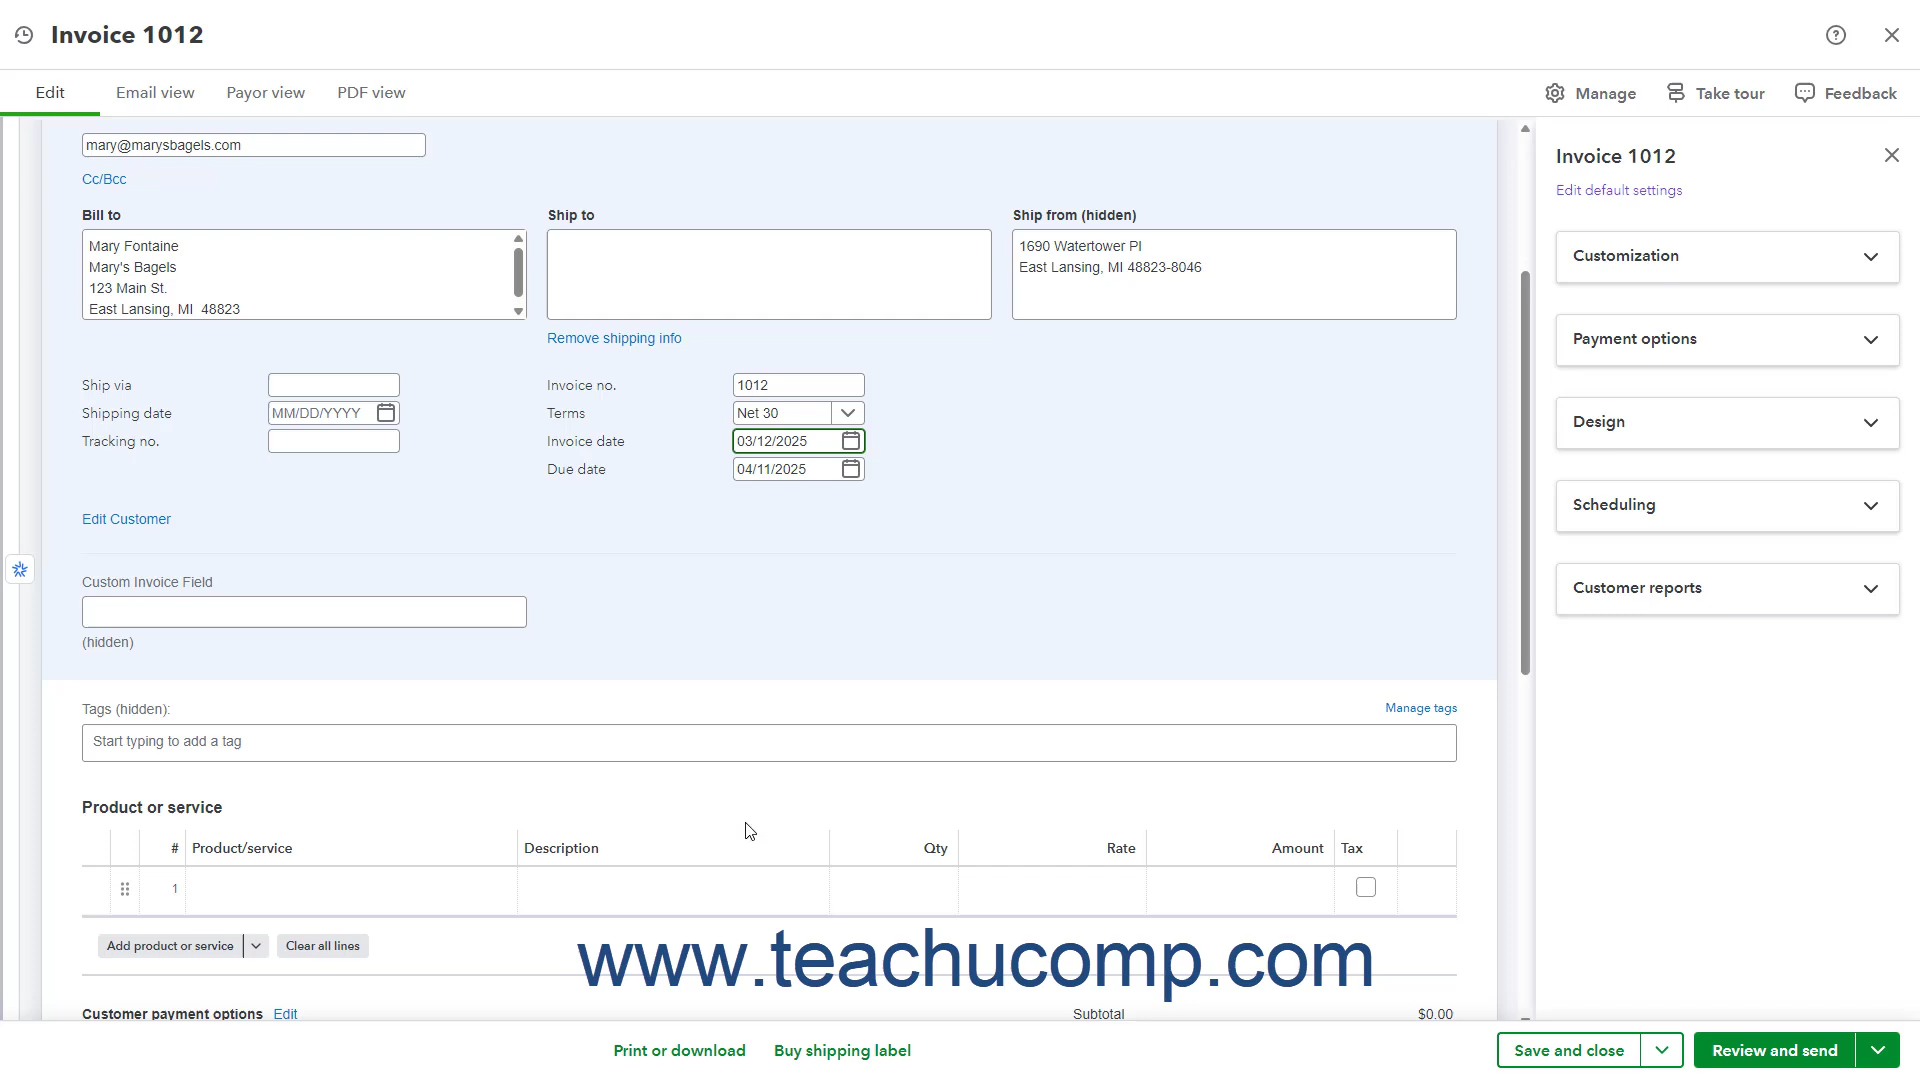 Invoice 1012
Edit Email view Payor view PDF view Manage Take tour Feedback
mary@marysbagels.com
Cc/Bcc
Bill to
Mary Fontaine
Mary's Bagels
123 Main St.
East Lansing, MI 48823
Ship to
Remove shipping info
Ship from (hidden)
1690 Watertower Pl
East Lansing, MI 48823-8046
Ship via
Shipping date MM/DD/YYYY
Tracking no.
Invoice no. 1012
Terms Net 30
Invoice date 03/12/2025
Due date 04/11/2025
Edit Customer
Custom Invoice Field
(hidden)
Tags (hidden): Manage tags
Start typing to add a tag
Product or service
# Product/service Description Qty Rate Amount Tax
1
Add product or service Clear all lines
www.teachucomp.com
Customer payment options Edit Subtotal $0.00
Invoice 1012
Edit default settings
Customization
Payment options
Design
Scheduling
Customer reports
Print or download Buy shipping label Save and close Review and send